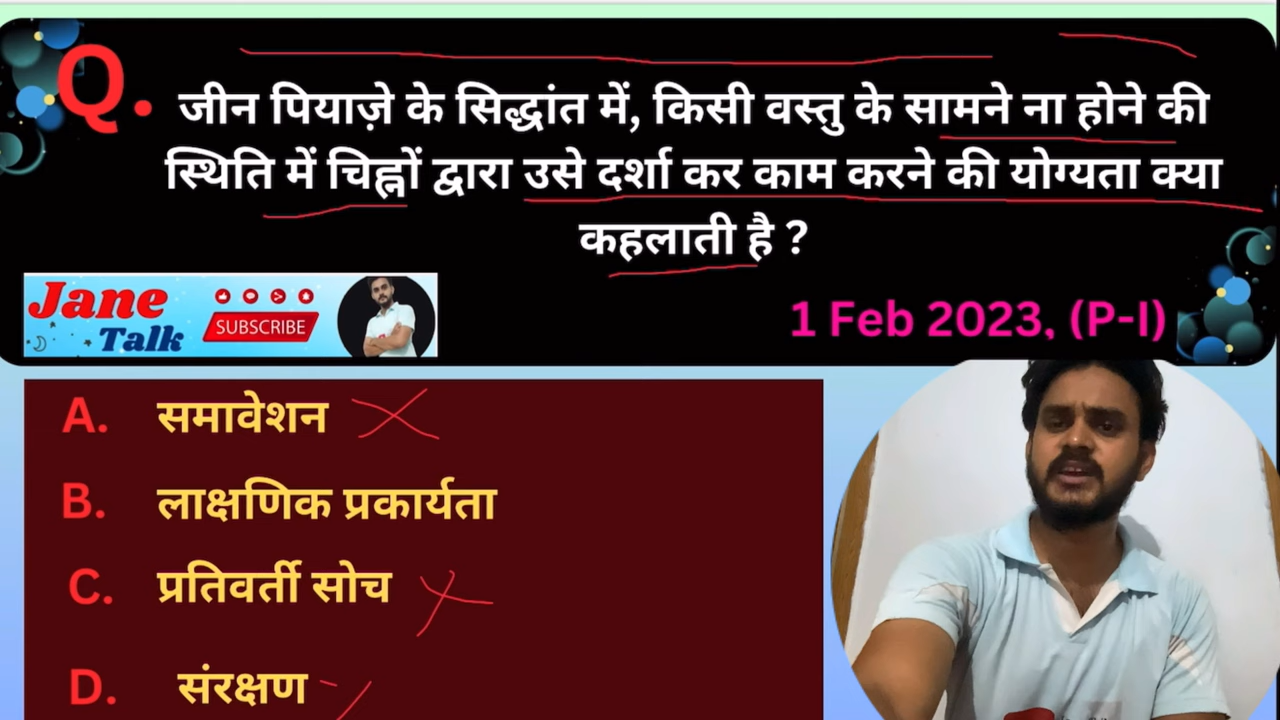 Q.
जीन पियाज़े के सिद्धांत में, किसी वस्तु के सामने ना होने की
स्थिति में चिह्नों द्वारा उसे दर्शा कर काम करने की योग्यता क्या
कहलाती है ?
Jane
Talk
SUBSCRIBE
1 Feb 2023, (P-I)
A. समावेशन
B. लाक्षणिक प्रकार्यता
C. प्रतिवर्ती सोच
D. संरक्षण